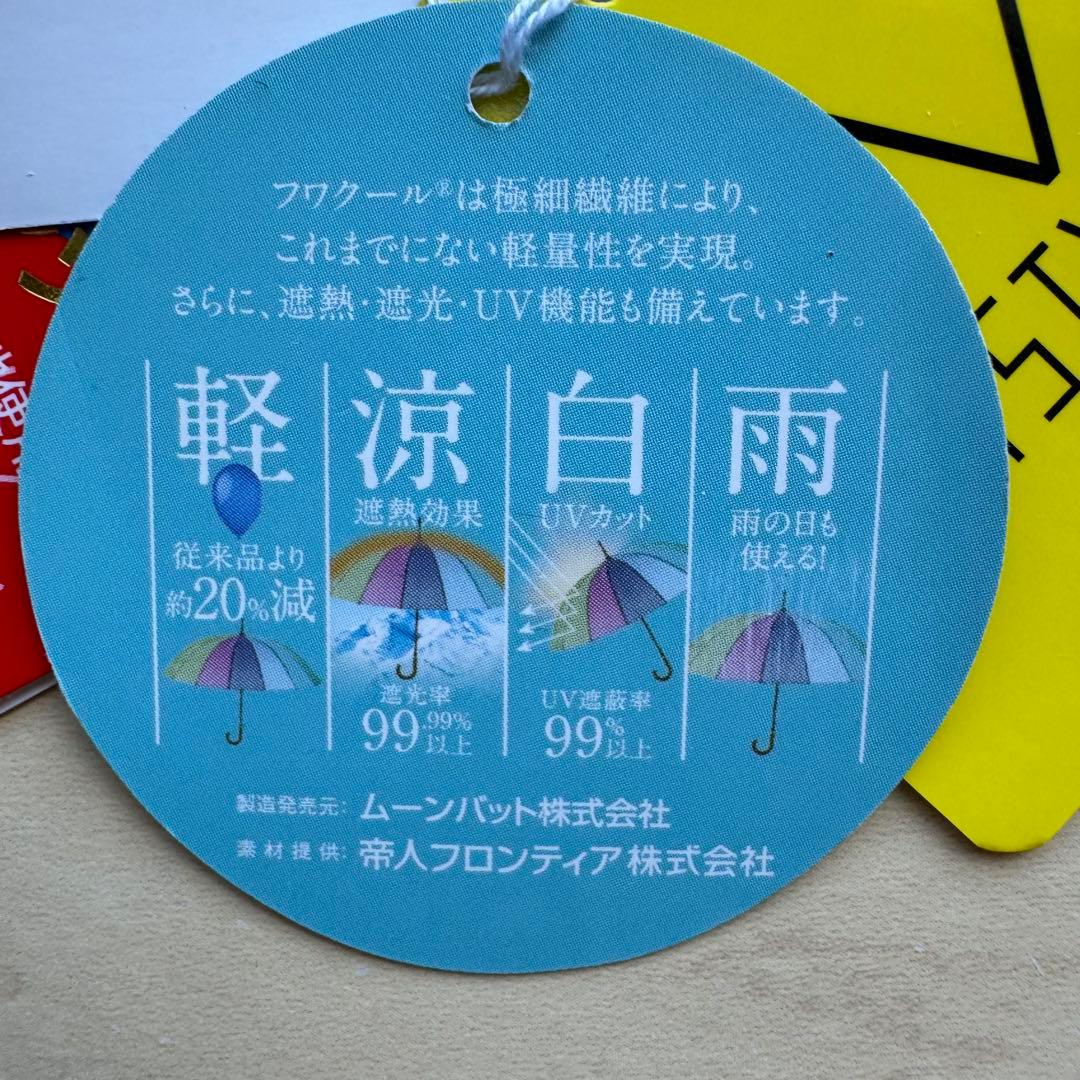 フワクール®は極細繊維により、
これまでにない軽量性を実現。
さらに、遮熱・遮光・UV機能も備えています。
軽
従来品より
約20%減
涼
遮熱効果
遮光率
99.99%以上
白
UVカット
UV遮蔽率
99%以上
雨
雨の日も
使える!
製造発売元: ムーンバット株式会社
素材提供: 帝人フロンティア株式会社